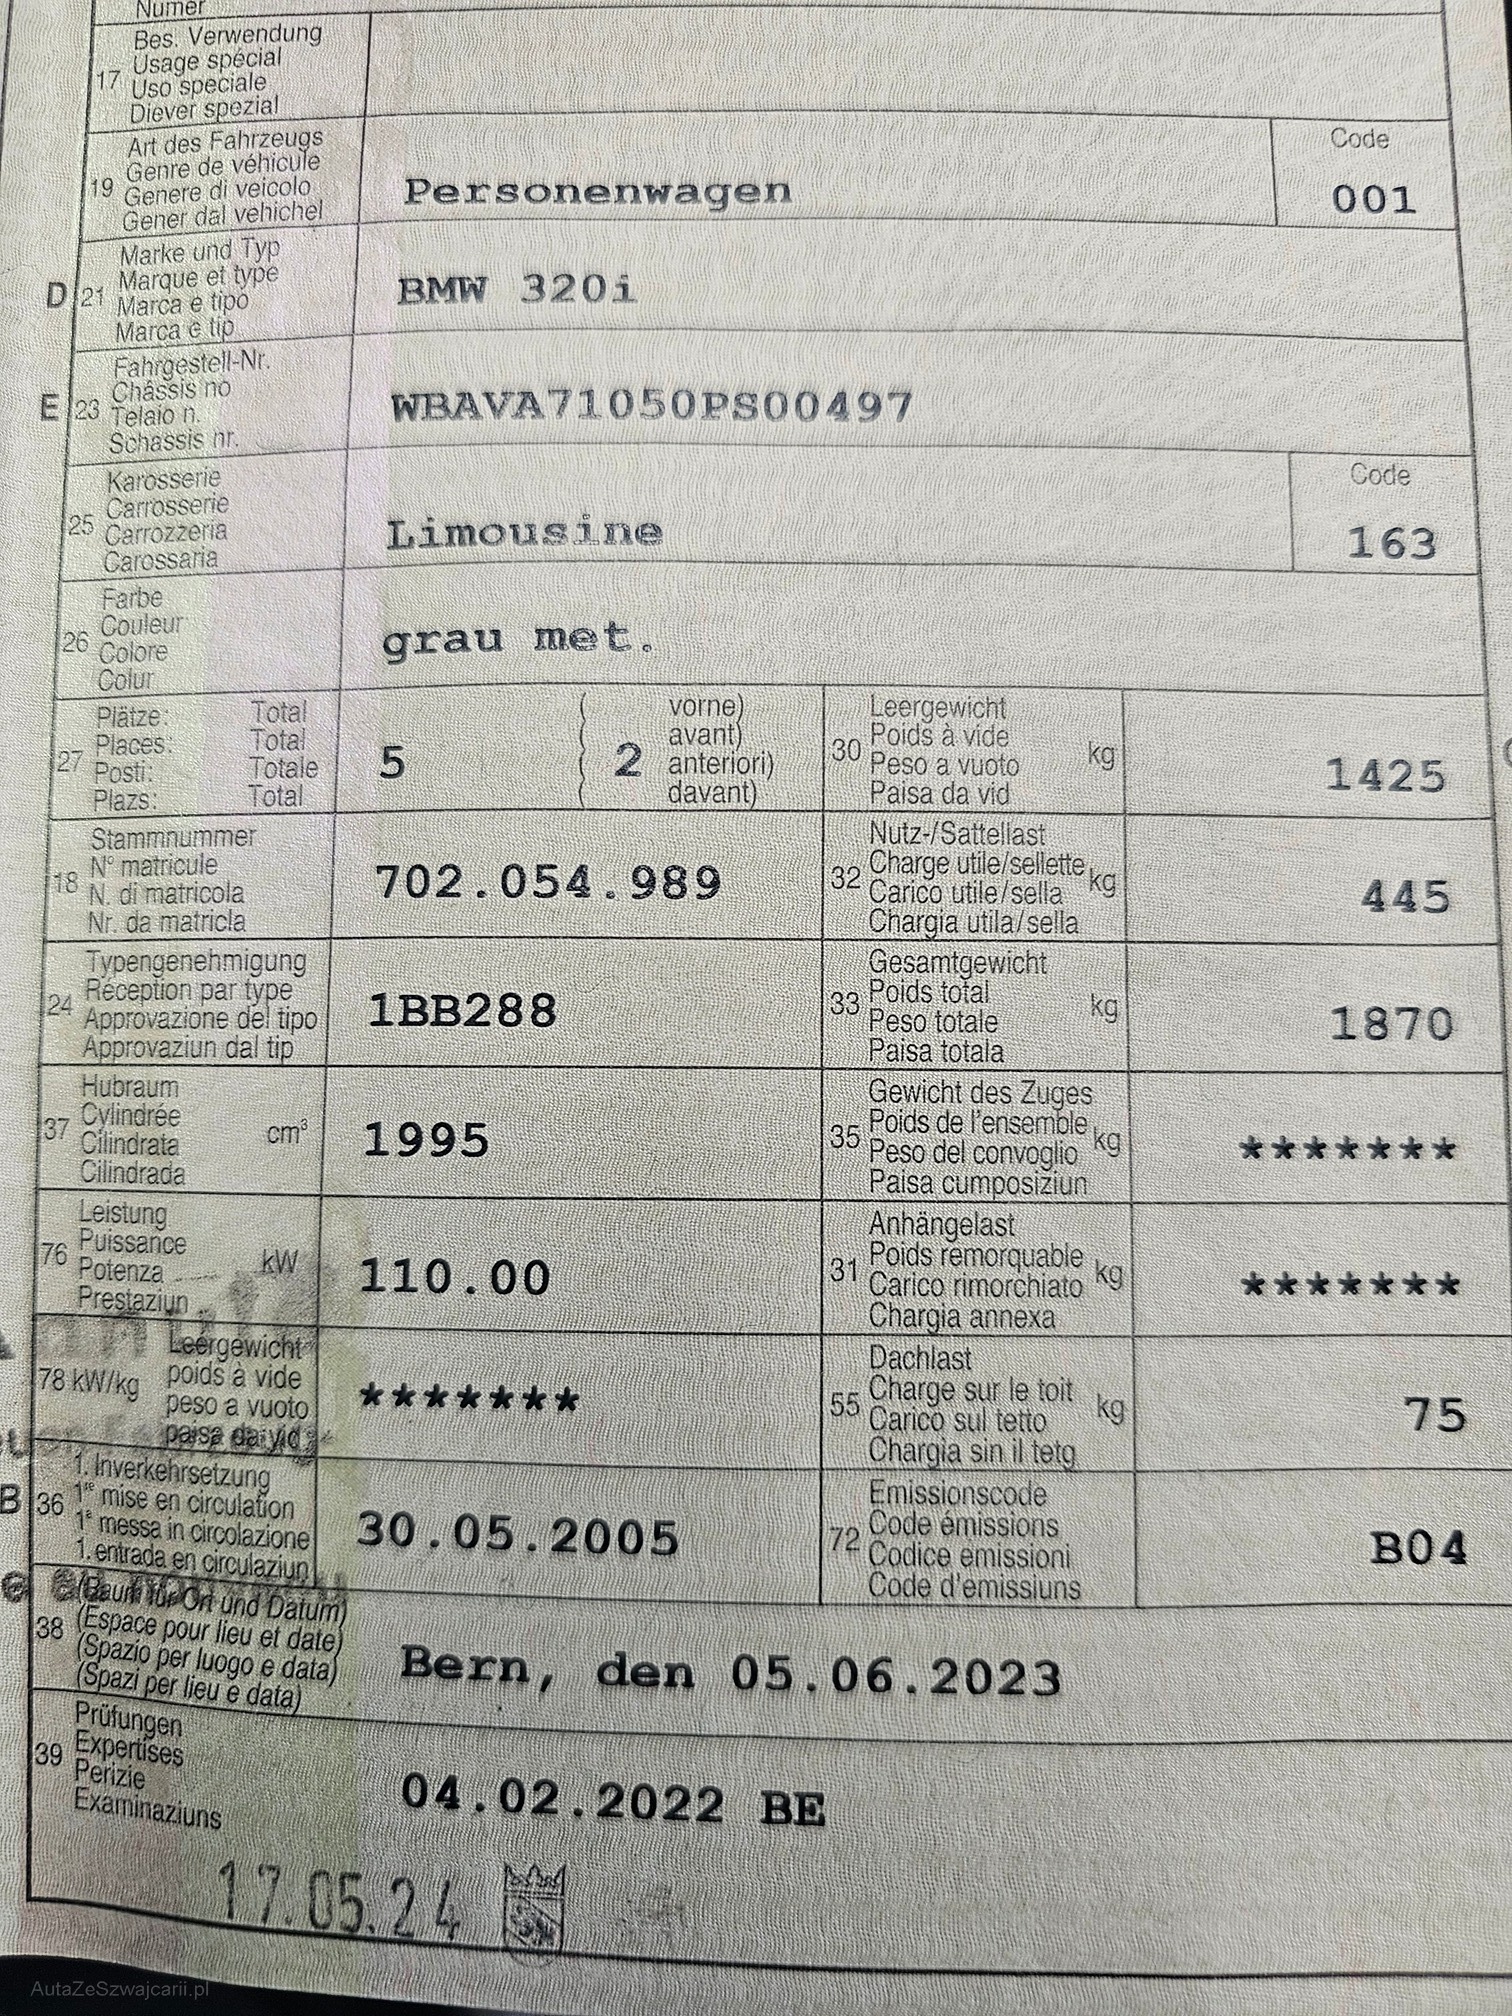 Numer
17 Bes. Verwendung
Usage spécial
Uso speciale
Diever spezial
19 Art des Fahrzeugs
Genre de véhicule
Genere di veicolo
Gener dal vehichel
Personenwagen
Code
001
D 21 Marke und Typ
Marque et type
Marca e tipo
Marca e tip
BMW 320i
E 23 Fahrgestell-Nr.
Châssis no
Telaio n.
Schassis nr.
WBAVA71050PS00497
25 Karosserie
Carrosserie
Carrozzeria
Carossaria
Limousine
Code
163
26 Farbe
Couleur
Colore
Colur
grau met.
27 Plätze: Total
Places: Total
Posti: Totale
Plazs: Total
5
( 2 vorne)
avant)
anteriori)
davant)
30 Leergewicht
Poids à vide
Peso a vuoto
Paisa da vid
kg
1425
18 Stammnummer
N° matricule
N. di matricola
Nr. da matricla
702.054.989
32 Nutz-/Sattellast
Charge utile/sellette
Carico utile/sella
Chargia utila/sella
kg
445
24 Typengenehmigung
Réception par type
Approvazione del tipo
Approvaziun dal tip
1BB288
33 Gesamtgewicht
Poids total
Peso totale
Paisa totala
kg
1870
37 Hubraum
Cylindrée
Cilindrata
Cilindrada
cm³
1995
35 Gewicht des Zuges
Poids de l'ensemble
Peso del convoglio
Paisa cumposiziun
kg
*******
76 Leistung
Puissance
Potenza
Prestaziun
kW
110.00
31 Anhängelast
Poids remorquable
Carico rimorchiato
Chargia annexa
kg
*******
78 kW/kg Leergewicht
poids à vide
peso a vuoto
paisa da vid
*******
55 Dachlast
Charge sur le toit
Carico sul tetto
Chargia sin il tetg
kg
75
B 36 1. Inverkehrsetzung
1re mise en circulation
1a messa in circolazione
1. entrada en circulaziun
30.05.2005
72 Emissionscode
Code émissions
Codice emissioni
Code d'emissiuns
B04
38 (Raum für Ort und Datum)
(Espace pour lieu et date)
(Spazio per luogo e data)
(Spazi per lieu e data)
Bern, den 05.06.2023
39 Prüfungen
Expertises
Perizie
Examinaziuns
04.02.2022 BE
17.05.24
AutaZeSzwajcarii.pl